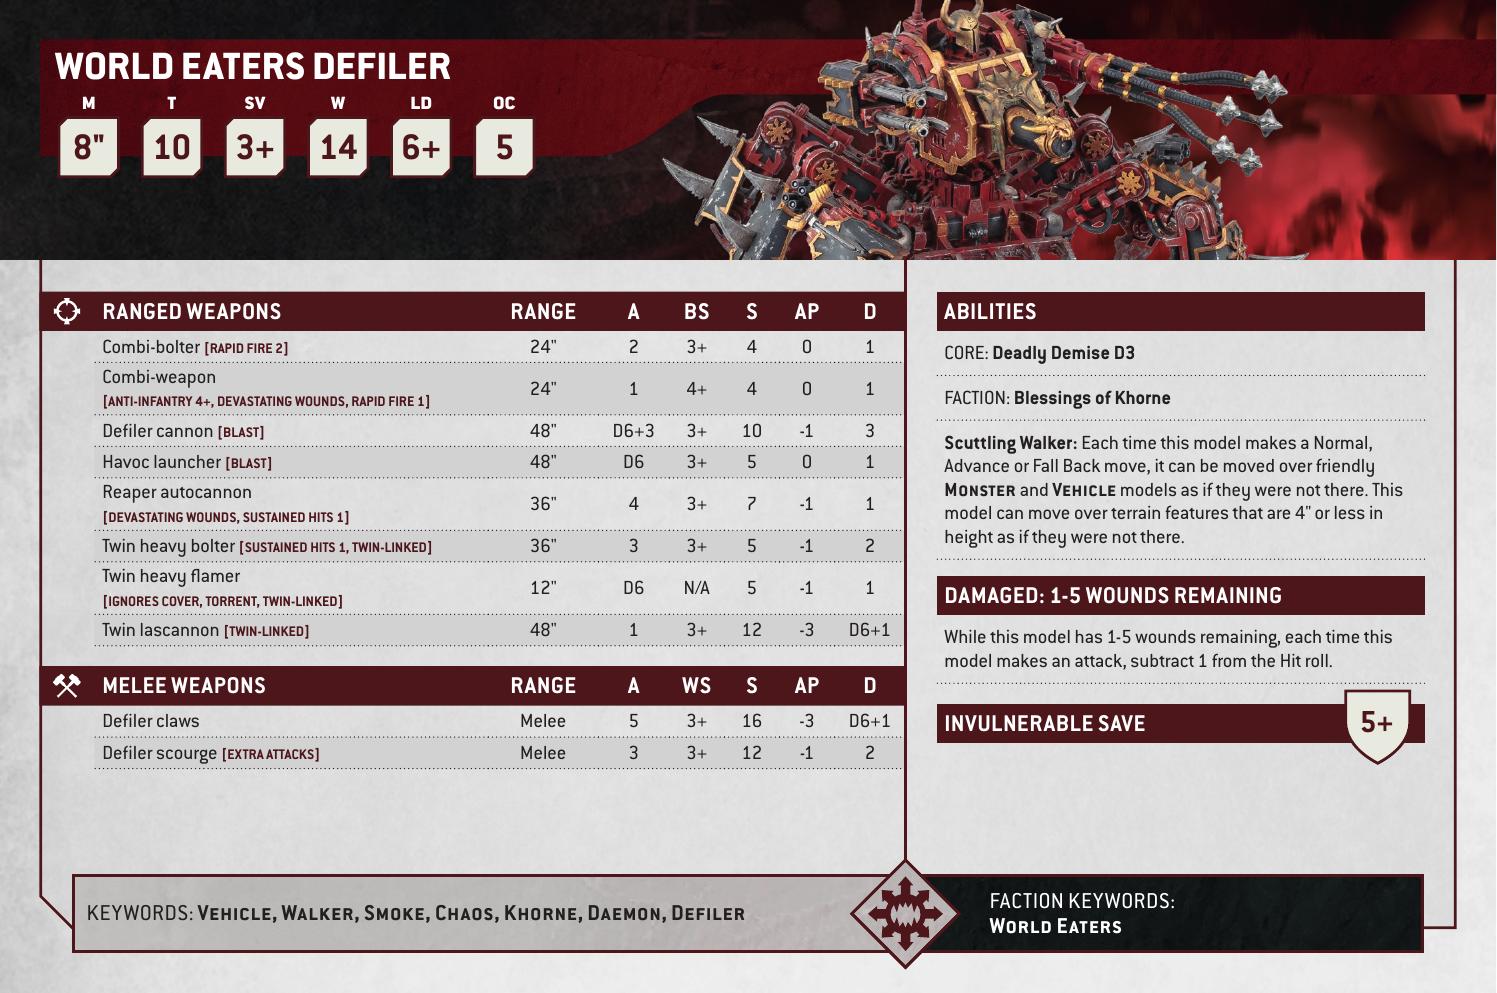 WORLD EATERS DEFILER
M T SV W LD OC
8" 10 3+ 14 6+ 5
RANGED WEAPONS RANGE A BS S AP D
Combi-bolter [RAPID FIRE 2] 24" 2 3+ 4 0 1
Combi-weapon
[ANTI-INFANTRY 4+, DEVASTATING WOUNDS, RAPID FIRE 1] 24" 1 4+ 4 0 1
Defiler cannon [BLAST] 48" D6+3 3+ 10 -1 3
Havoc launcher [BLAST] 48" D6 3+ 5 0 1
Reaper autocannon
[DEVASTATING WOUNDS, SUSTAINED HITS 1] 36" 4 3+ 7 -1 1
Twin heavy bolter [SUSTAINED HITS 1, TWIN-LINKED] 36" 3 3+ 5 -1 2
Twin heavy flamer
[IGNORES COVER, TORRENT, TWIN-LINKED] 12" D6 N/A 5 -1 1
Twin lascannon [TWIN-LINKED] 48" 1 3+ 12 -3 D6+1
MELEE WEAPONS RANGE A WS S AP D
Defiler claws Melee 5 3+ 16 -3 D6+1
Defiler scourge [EXTRA ATTACKS] Melee 3 3+ 12 -1 2
ABILITIES
CORE: Deadly Demise D3
FACTION: Blessings of Khorne
Scuttling Walker: Each time this model makes a Normal,
Advance or Fall Back move, it can be moved over friendly
MONSTER and VEHICLE models as if they were not there. This
model can move over terrain features that are 4" or less in
height as if they were not there.
DAMAGED: 1-5 WOUNDS REMAINING
While this model has 1-5 wounds remaining, each time this
model makes an attack, subtract 1 from the Hit roll.
INVULNERABLE SAVE 5+
KEYWORDS: VEHICLE, WALKER, SMOKE, CHAOS, KHORNE, DAEMON, DEFILER
FACTION KEYWORDS:
WORLD EATERS